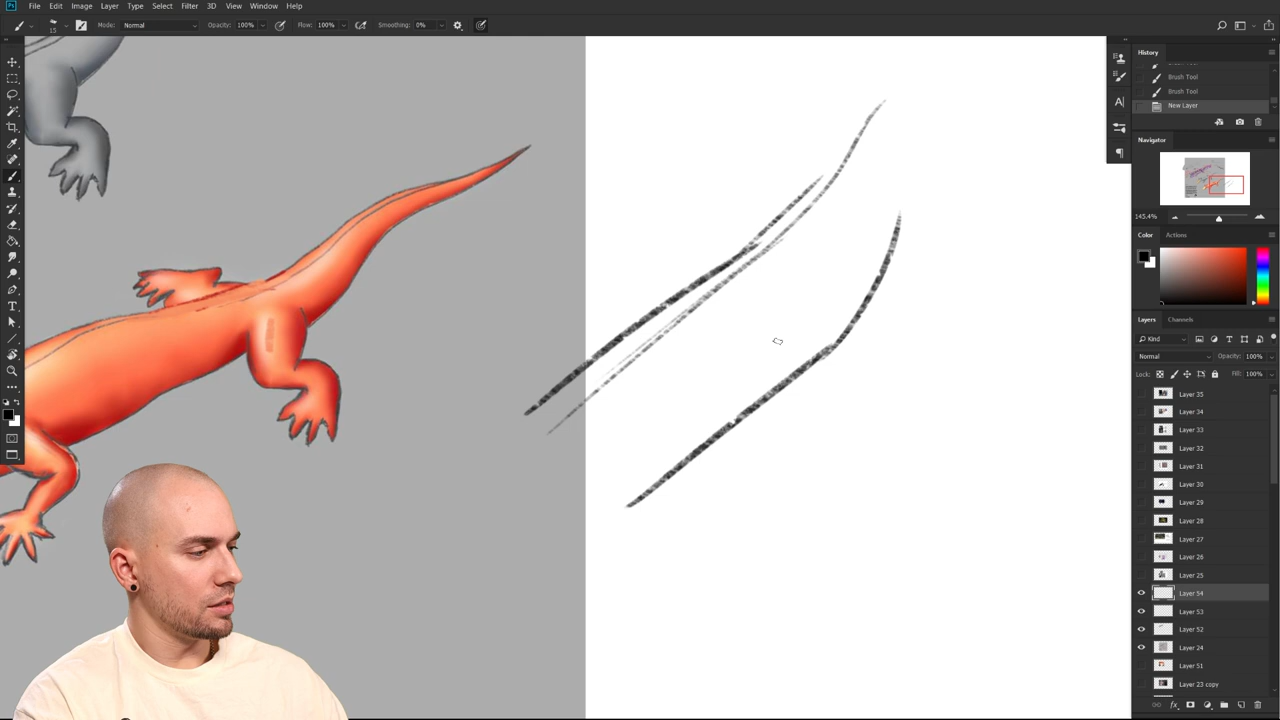 Ps File Edit Image Layer Type Select Filter 3D View Window Help
15 Mode: Normal Opacity: 100% Flow: 100% Smoothing: 0%
History
Brush Tool
Brush Tool
New Layer
Navigator
145.4%
Color Actions
Layers Channels
Kind
Normal Opacity: 100%
Lock: Fill: 100%
Layer 35
Layer 34
Layer 33
Layer 32
Layer 31
Layer 30
Layer 29
Layer 28
Layer 27
Layer 26
Layer 25
Layer 54
Layer 53
Layer 52
Layer 24
Layer 51
Layer 23 copy